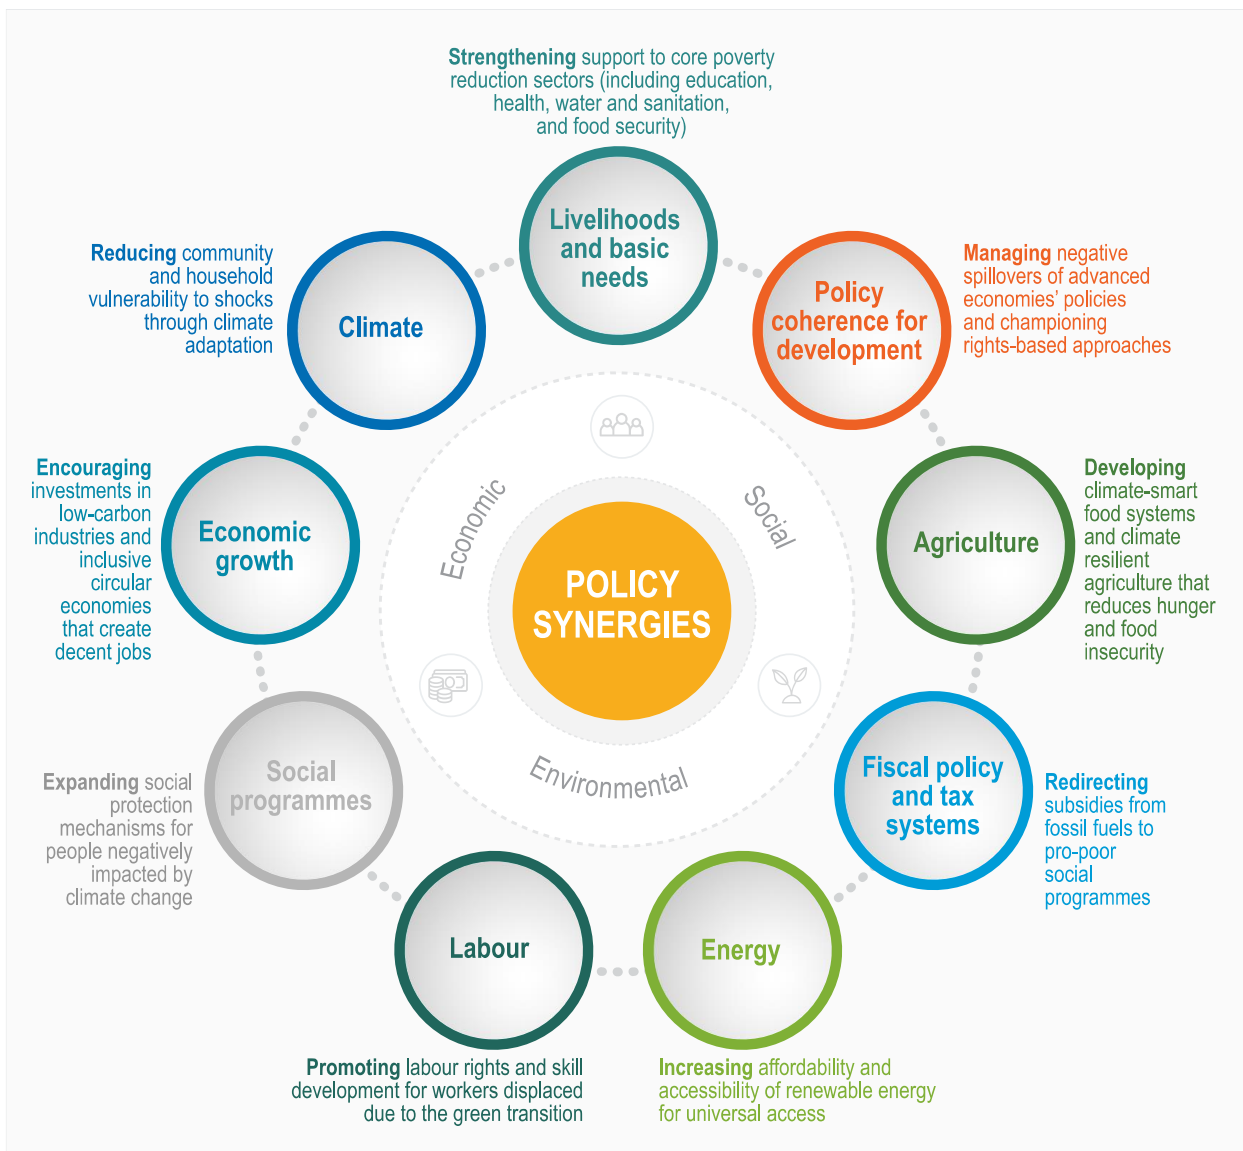 Strengthening support to core poverty
reduction sectors (including education,
health, water and sanitation,
and food security)
Livelihoods
and basic
needs
Policy
coherence for
development
Managing negative
spillovers of advanced
economies' policies
and championing
rights-based approaches
Agriculture
Developing
climate-smart
food systems
and climate
resilient
agriculture that
reduces hunger
and food
insecurity
Fiscal policy
and tax
systems
Redirecting
subsidies from
fossil fuels to
pro-poor
social
programmes
Energy
Increasing affordability and
accessibility of renewable energy
for universal access
Labour
Promoting labour rights and skill
development for workers displaced
due to the green transition
Social
programmes
Expanding social
protection
mechanisms for
people negatively
impacted by
climate change
Economic
growth
Encouraging
investments in
low-carbon
industries and
inclusive
circular
economies
that create
decent jobs
Climate
Reducing community
and household
vulnerability to shocks
through climate
adaptation
Economic
Social
Environmental
POLICY
SYNERGIES